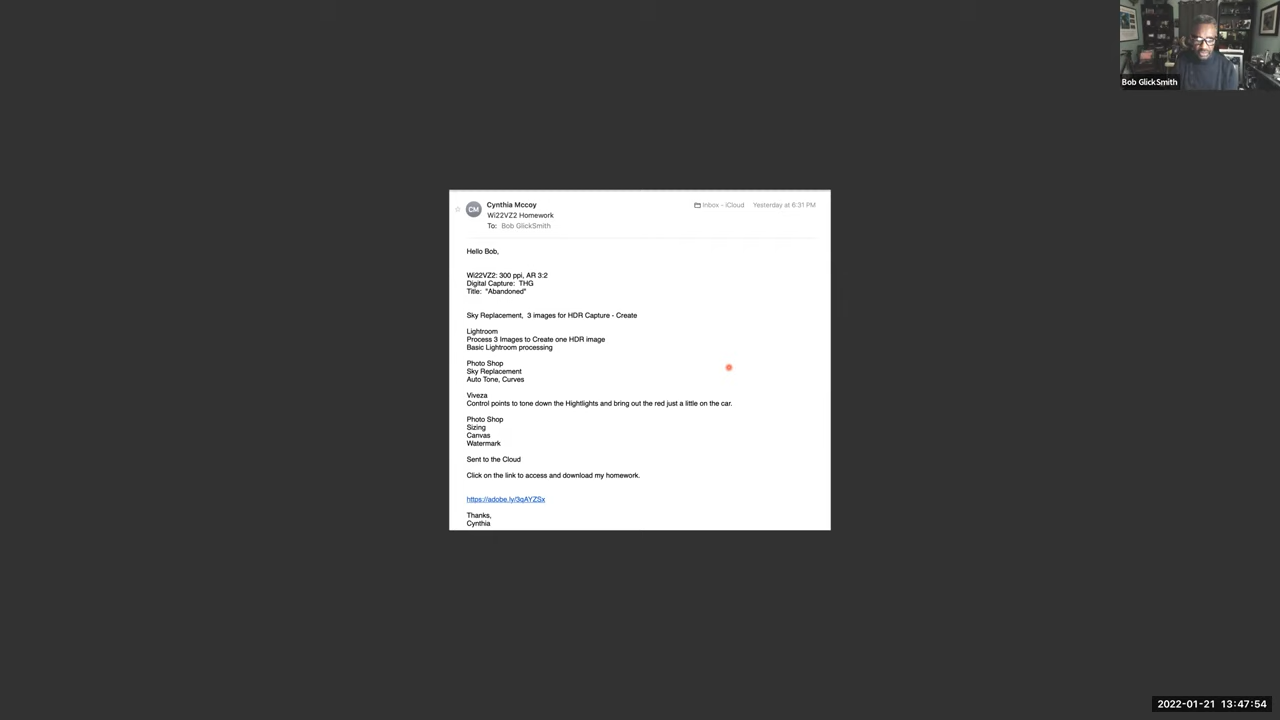 Bob GlickSmith
CM
Cynthia Mccoy
Inbox - iCloud
Yesterday at 6:31 PM
Wi22VZ2 Homework
To: Bob GlickSmith
Hello Bob,
Wi22VZ2: 300 ppi, AR 3:2
Digital Capture: THG
Title: "Abandoned"
Sky Replacement, 3 images for HDR Capture - Create
Lightroom
Process 3 Images to Create one HDR image
Basic Lightroom processing
Photo Shop
Sky Replacement
Auto Tone, Curves
Viveza
Control points to tone down the Hightlights and bring out the red just a little on the car.
Photo Shop
Sizing
Canvas
Watermark
Sent to the Cloud
Click on the link to access and download my homework.
https://adobe.ly/3qAYZSx
Thanks,
Cynthia
2022-01-21 13:47:54